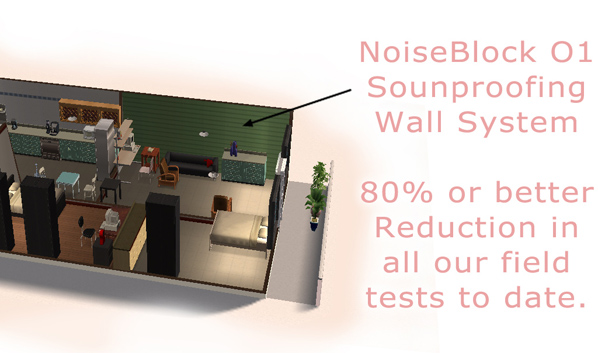 NoiseBlock O1
Sounproofing
Wall System
80% or better
Reduction in
all our field
tests to date.